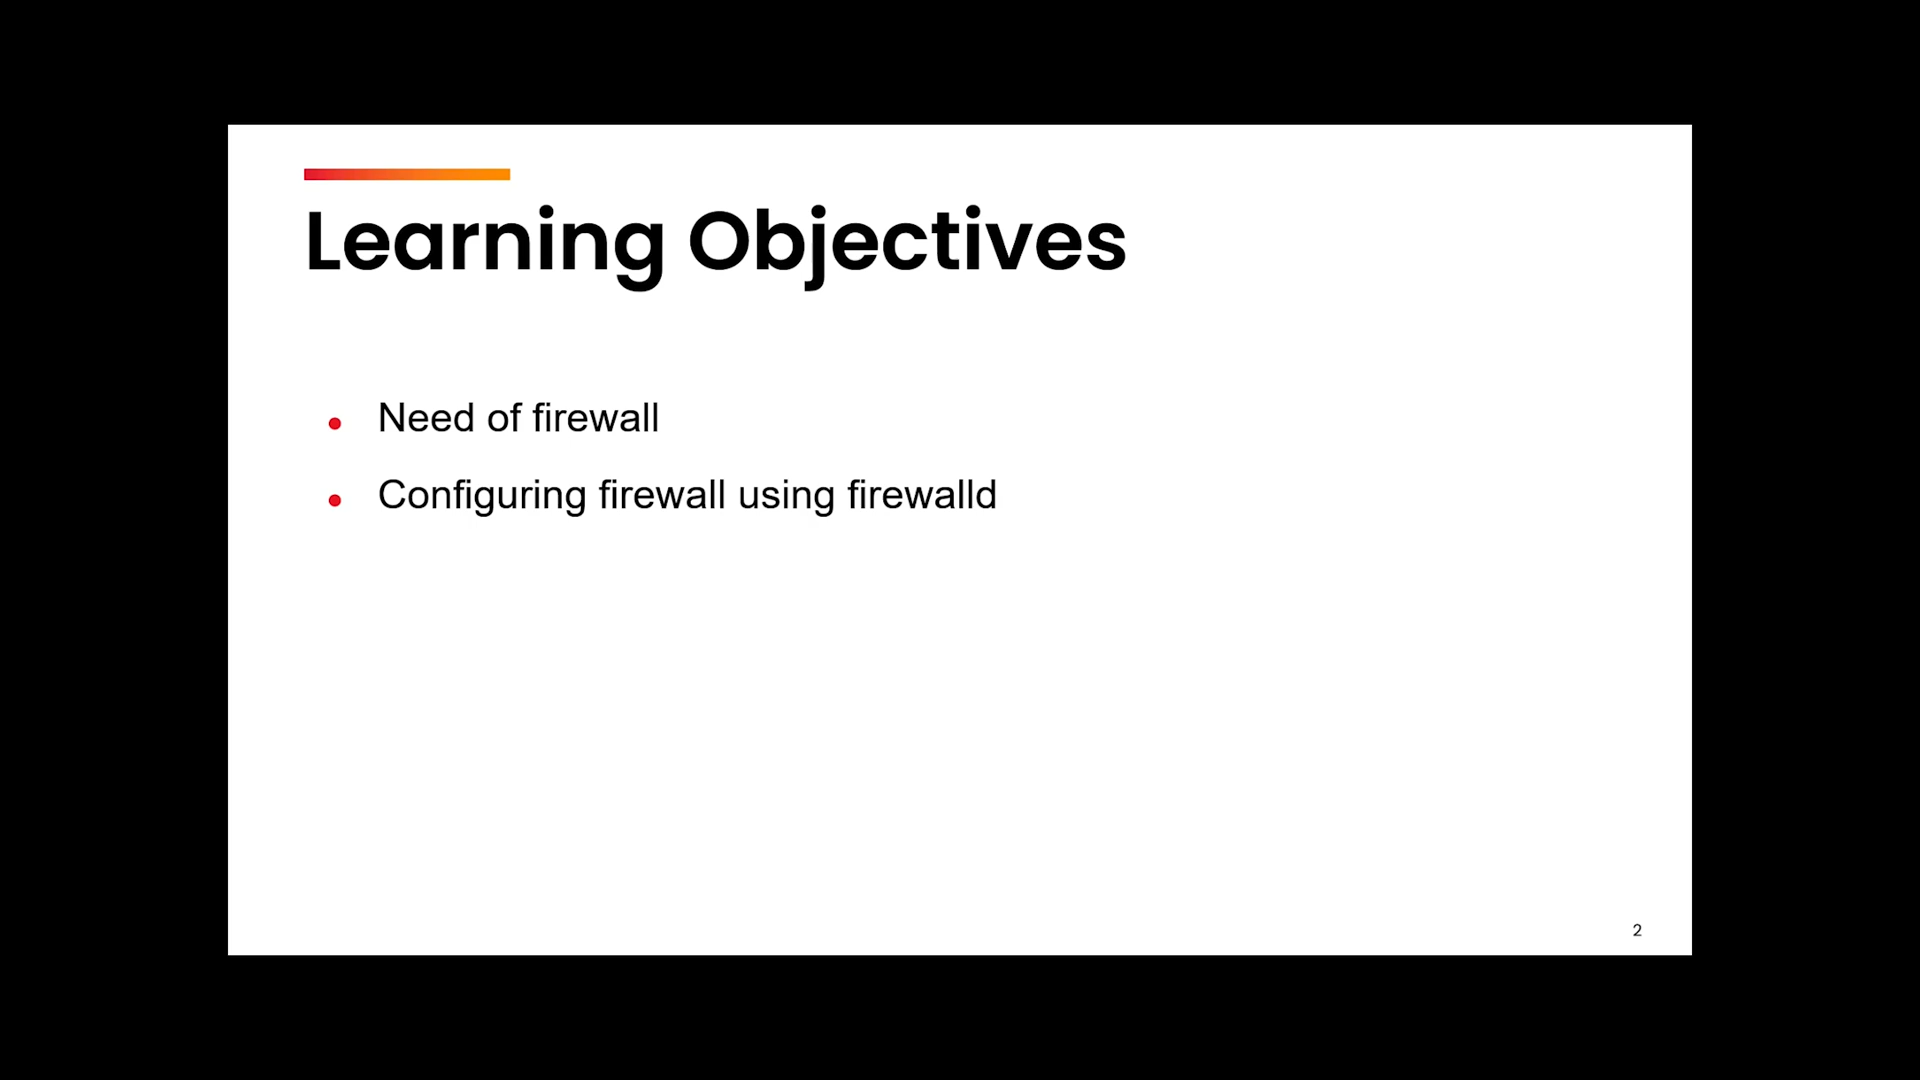 Learning Objectives
Need of firewall
Configuring firewall using firewalld
2